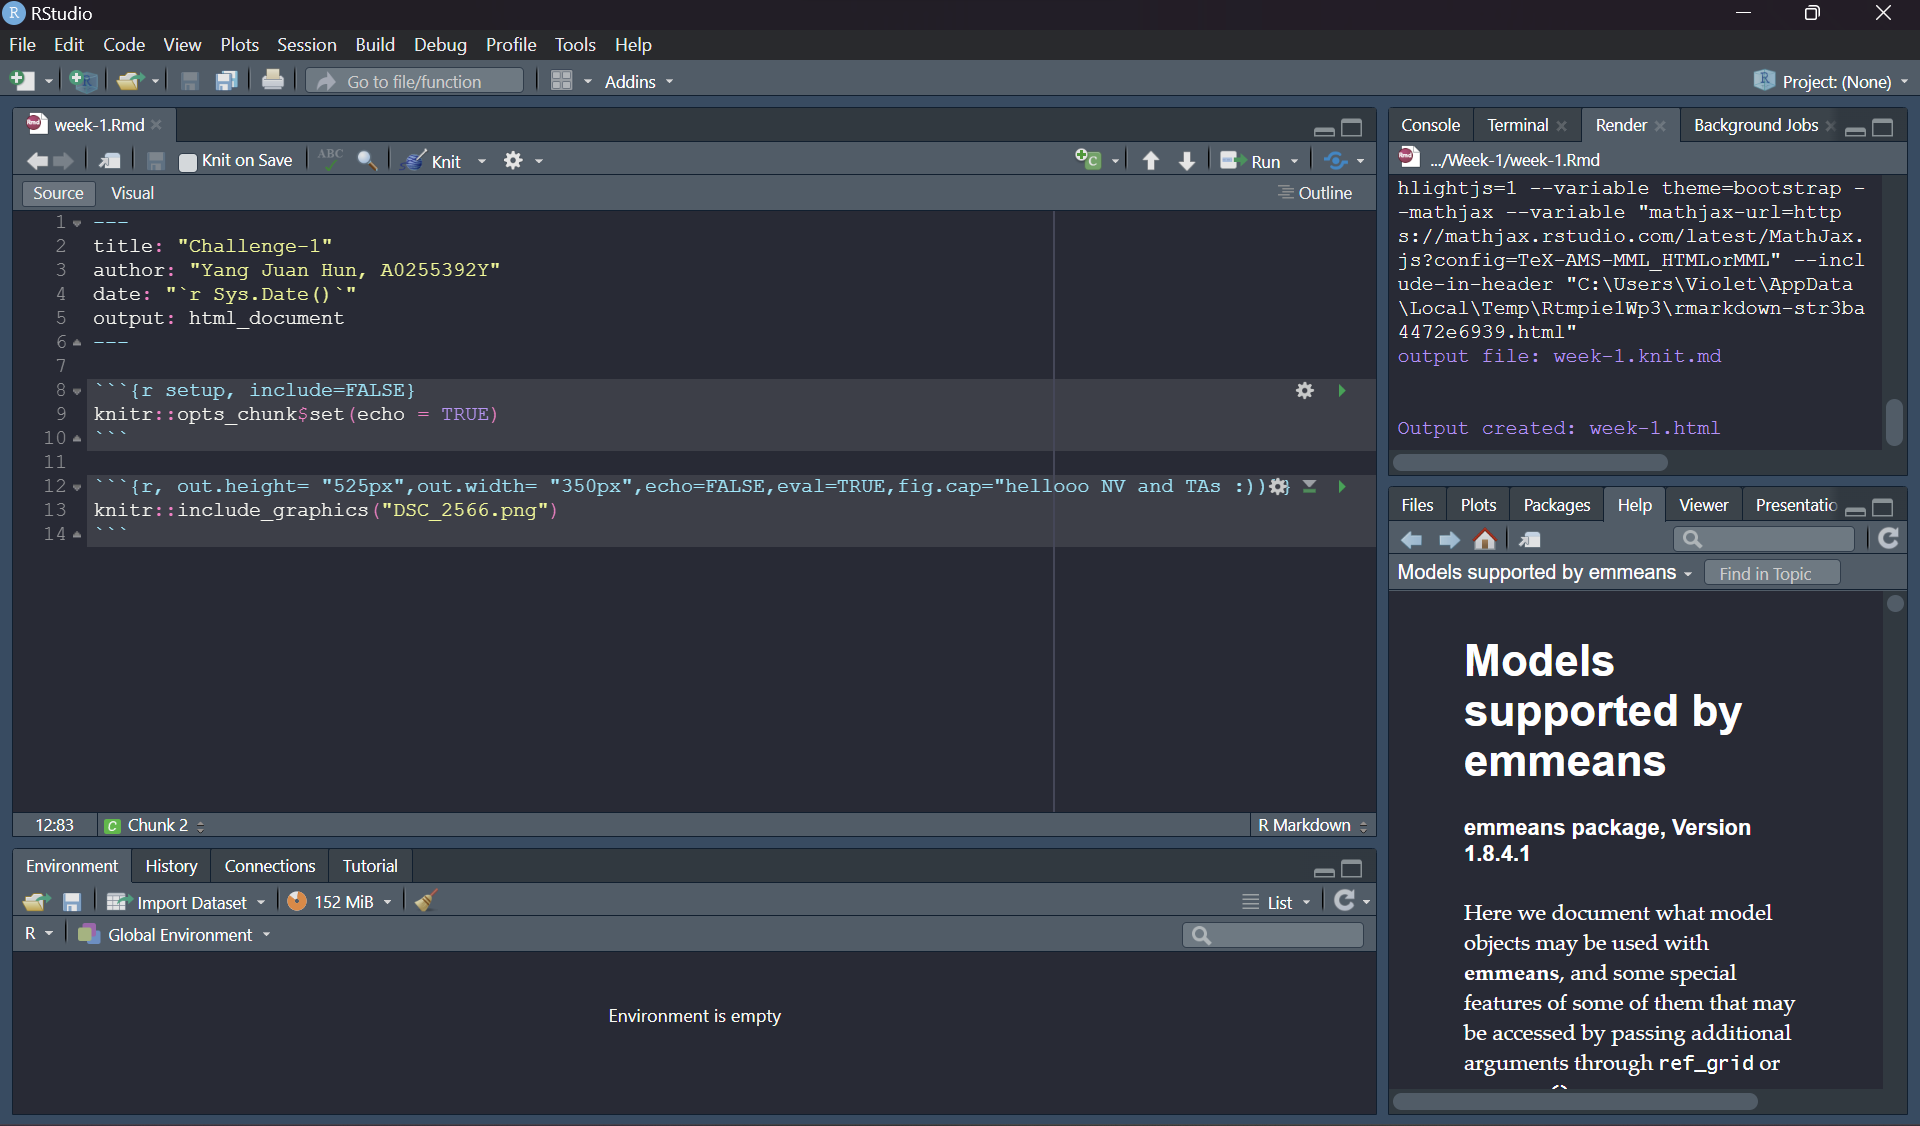 RStudio
File Edit Code View Plots Session Build Debug Profile Tools Help
Go to file/function Addins Project: (None)
week-1.Rmd
Knit on Save ABC Knit Run
Source Visual Outline
1 ---
2 title: "Challenge-1"
3 author: "Yang Juan Hun, A0255392Y"
4 date: "`r Sys.Date()`"
5 output: html_document
6 ---
7
8 ```{r setup, include=FALSE}
9 knitr::opts_chunk$set(echo = TRUE)
10 ```
11
12 ```{r, out.height= "525px",out.width= "350px",echo=FALSE,eval=TRUE,fig.cap="hellooo NV and TAs :))
13 knitr::include_graphics("DSC_2566.png")
14 ```
12:83 C Chunk 2 R Markdown
Environment History Connections Tutorial
Import Dataset 152 MiB List
R Global Environment
Environment is empty
Console Terminal Render Background Jobs
.../Week-1/week-1.Rmd
hlightjs=1 --variable theme=bootstrap -
-mathjax --variable "mathjax-url=http
s://mathjax.rstudio.com/latest/MathJax.
js?config=TeX-AMS-MML_HTMLorMML" --incl
ude-in-header "C:\Users\Violet\AppData
\Local\Temp\Rtmpie1Wp3\rmarkdown-str3ba
4472e6939.html"
output file: week-1.knit.md
Output created: week-1.html
Files Plots Packages Help Viewer Presentatio
Models supported by emmeans Find in Topic
Models
supported by
emmeans
emmeans package, Version
1.8.4.1
Here we document what model
objects may be used with
emmeans, and some special
features of some of them that may
be accessed by passing additional
arguments through ref_grid or